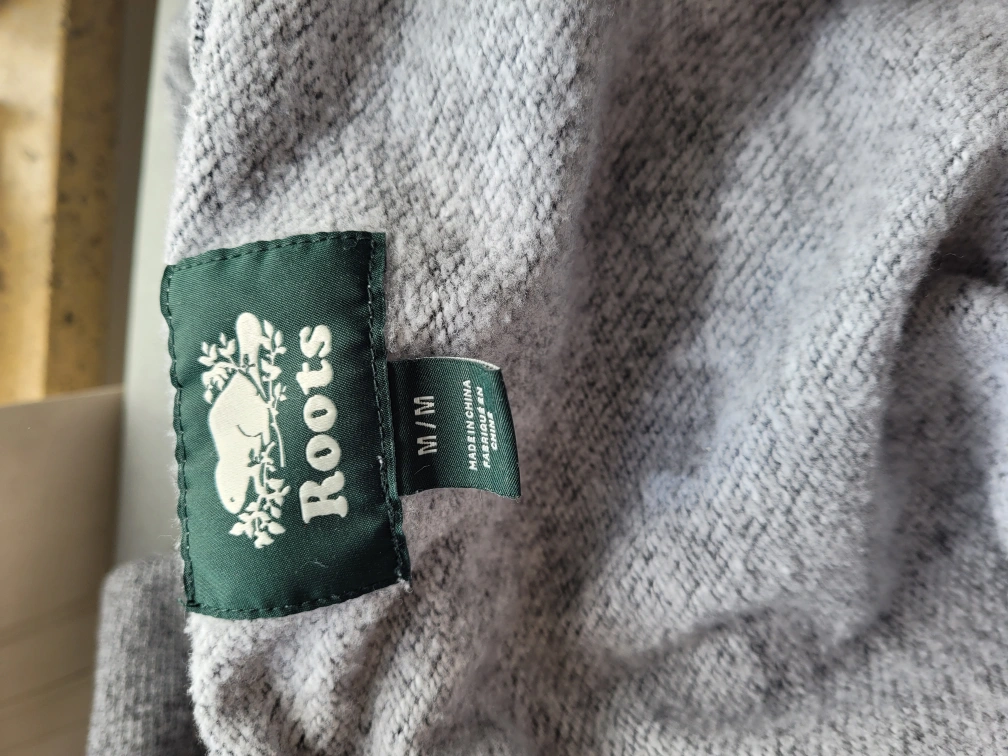 Roots
M / M
MADE IN CHINA
FABRIQUÉ EN
CHINE